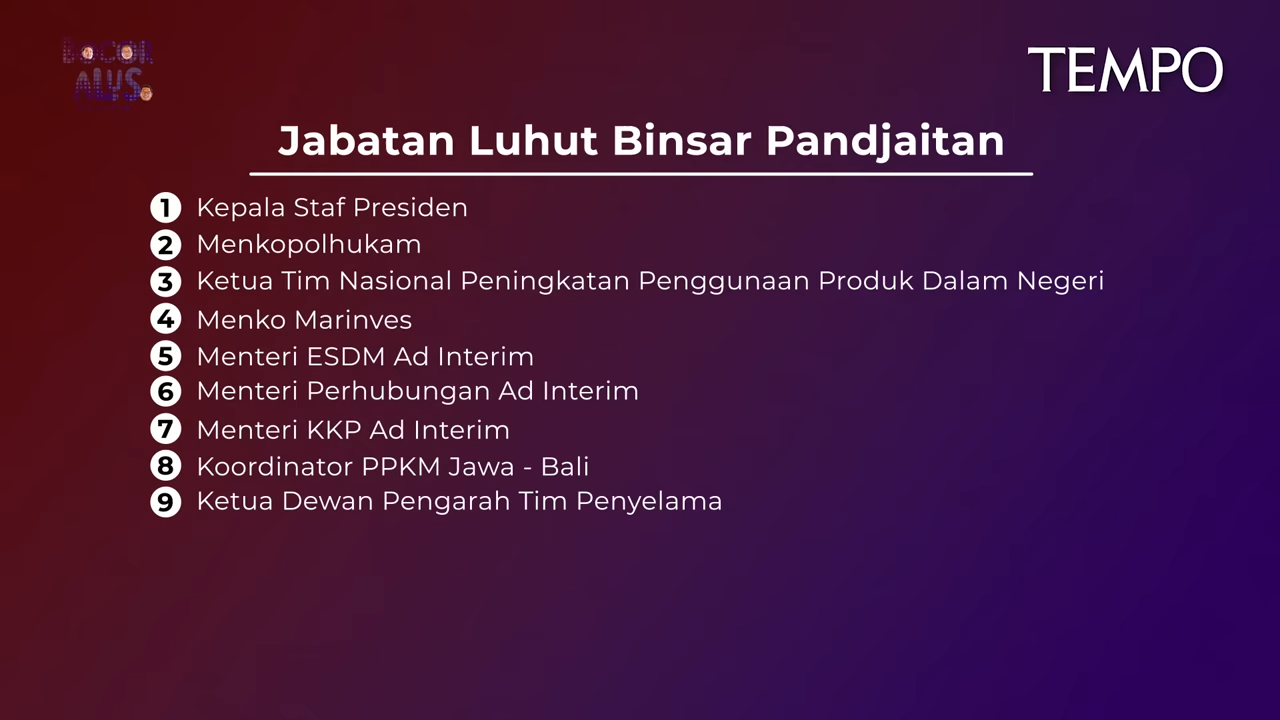 BOCOR
ALUS
TEMPO
Jabatan Luhut Binsar Pandjaitan
1 Kepala Staf Presiden
2 Menkopolhukam
3 Ketua Tim Nasional Peningkatan Penggunaan Produk Dalam Negeri
4 Menko Marinves
5 Menteri ESDM Ad Interim
6 Menteri Perhubungan Ad Interim
7 Menteri KKP Ad Interim
8 Koordinator PPKM Jawa - Bali
9 Ketua Dewan Pengarah Tim Penyelama